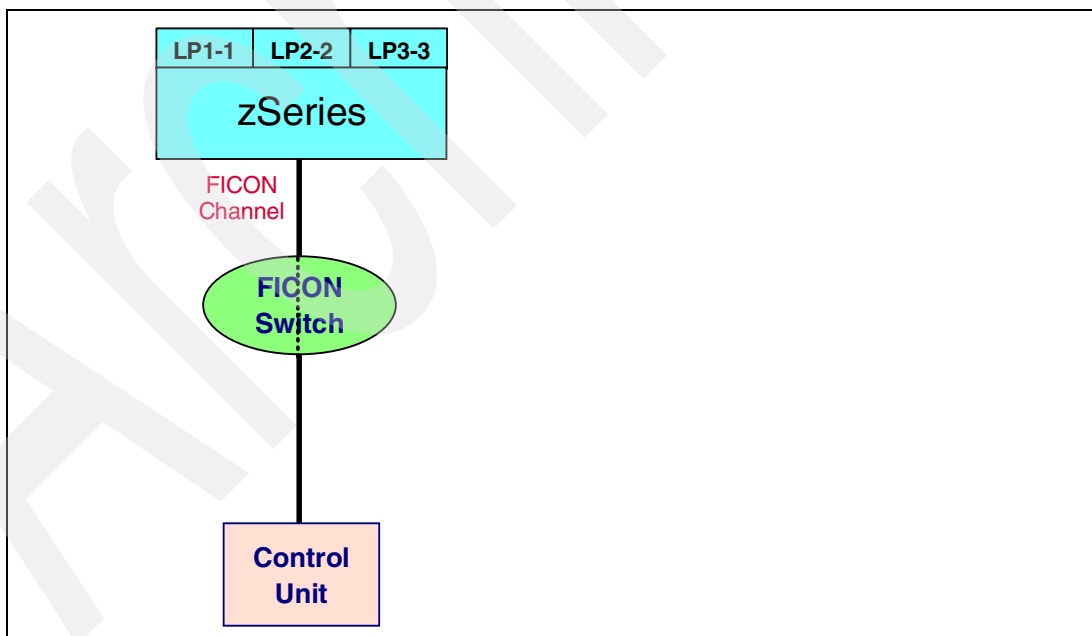 LP1-1 LP2-2 LP3-3
zSeries
FICON
Channel
FICON
Switch
Control
Unit